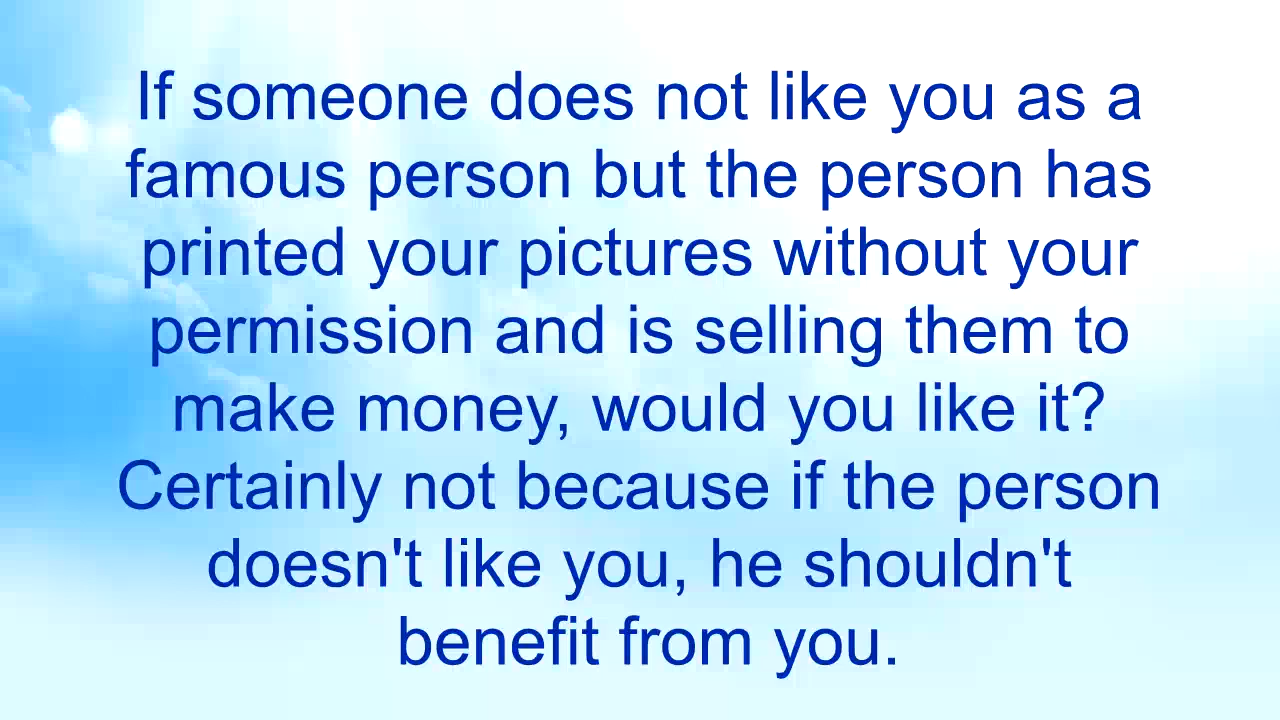 If someone does not like you as a
famous person but the person has
printed your pictures without your
permission and is selling them to
make money, would you like it?
Certainly not because if the person
doesn't like you, he shouldn't
benefit from you.